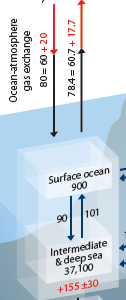 Ocean-atmosphere
gas exchange
80 = 60 + 20
78.4 = 60.7 + 17.7
Surface ocean
900
90
101
Intermediate
& deep sea
37,100
+155 ±30